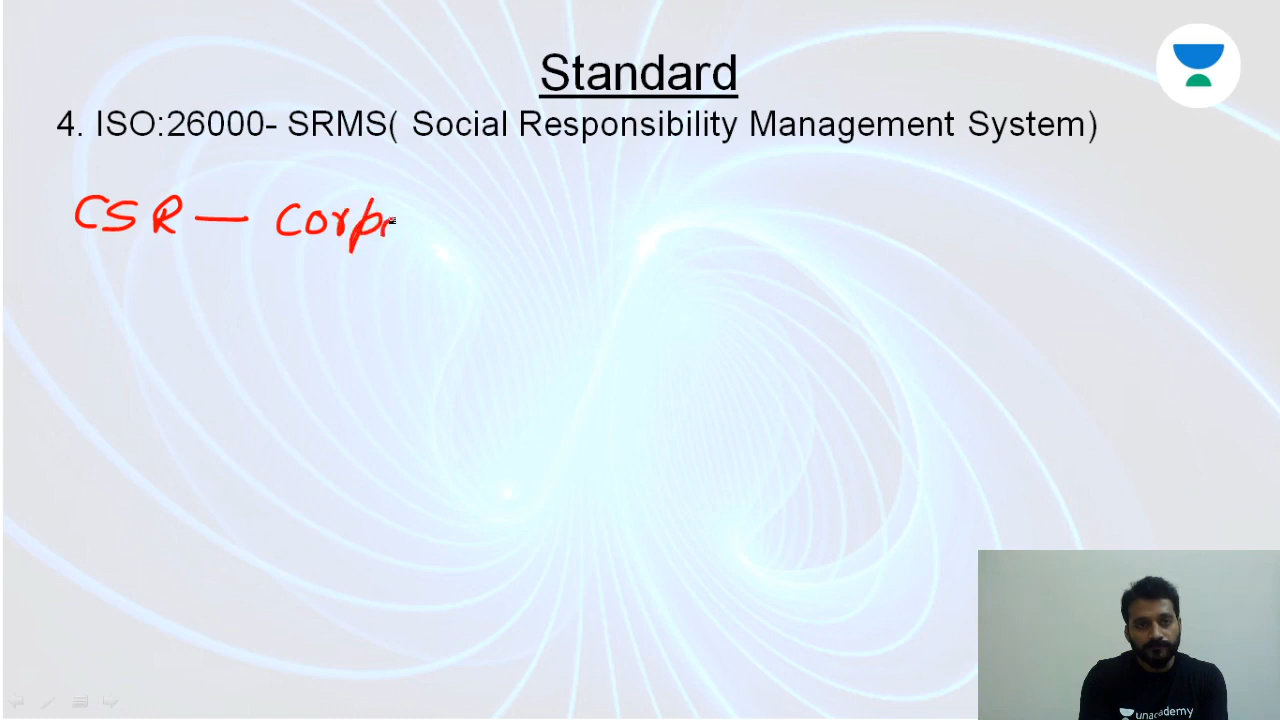 Standard
4. ISO:26000- SRMS( Social Responsibility Management System)
CSR — Corp
unacademy